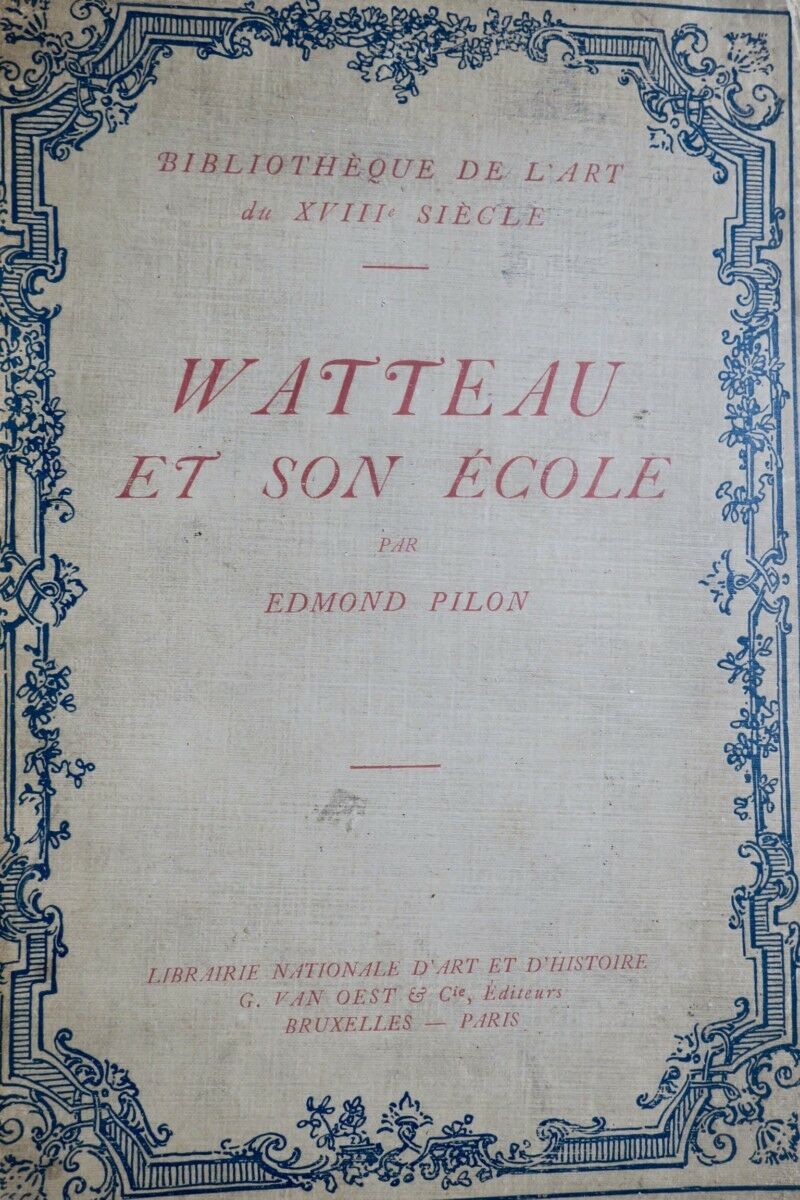 BIBLIOTHÈQUE DE L'ART
du XVIIIe SIÈCLE
WATTEAU
ET SON ÉCOLE
PAR
EDMOND PILON
LIBRAIRIE NATIONALE D'ART ET D'HISTOIRE
G. VAN OEST & Cie, Éditeurs
BRUXELLES — PARIS